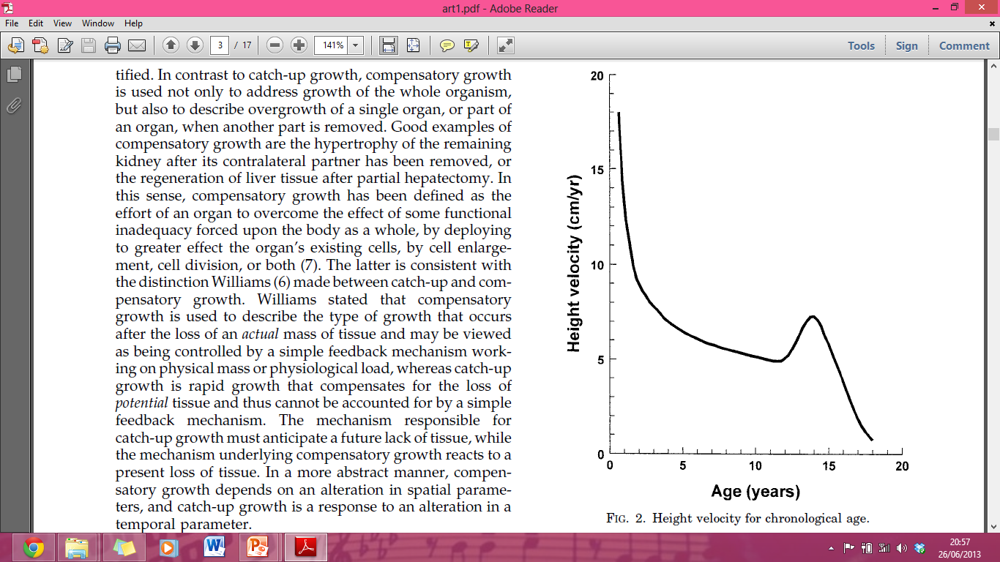 art1.pdf - Adobe Reader
File Edit View Window Help
3 / 17 141% Tools Sign Comment
tified. In contrast to catch-up growth, compensatory growth
is used not only to address growth of the whole organism,
but also to describe overgrowth of a single organ, or part of
an organ, when another part is removed. Good examples of
compensatory growth are the hypertrophy of the remaining
kidney after its contralateral partner has been removed, or
the regeneration of liver tissue after partial hepatectomy. In
this sense, compensatory growth has been defined as the
effort of an organ to overcome the effect of some functional
inadequacy forced upon the body as a whole, by deploying
to greater effect the organ's existing cells, by cell enlarge-
ment, cell division, or both (7). The latter is consistent with
the distinction Williams (6) made between catch-up and com-
pensatory growth. Williams stated that compensatory
growth is used to describe the type of growth that occurs
after the loss of an actual mass of tissue and may be viewed
as being controlled by a simple feedback mechanism work-
ing on physical mass or physiological load, whereas catch-up
growth is rapid growth that compensates for the loss of
potential tissue and thus cannot be accounted for by a simple
feedback mechanism. The mechanism responsible for
catch-up growth must anticipate a future lack of tissue, while
the mechanism underlying compensatory growth reacts to a
present loss of tissue. In a more abstract manner, compen-
satory growth depends on an alteration in spatial parame-
ters, and catch-up growth is a response to an alteration in a
temporal parameter.
20
15
10
5
0
Height velocity (cm/yr)
0 5 10 15 20
Age (years)
FIG. 2. Height velocity for chronological age.
20:57
26/06/2013